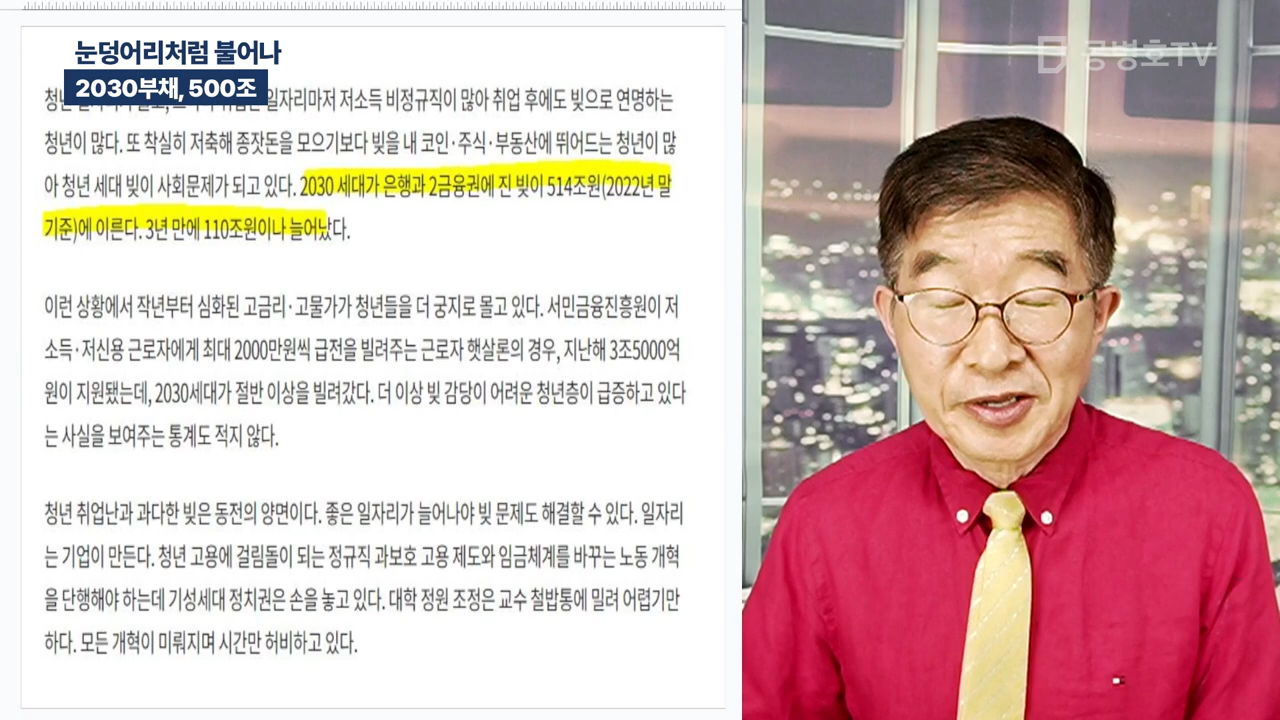 눈덩어리처럼 불어나
2030부채, 500조
공병호TV
청년 일자리마저 저소득 비정규직이 많아 취업 후에도 빚으로 연명하는
청년이 많다. 또 착실히 저축해 종잣돈을 모으기보다 빚을 내 코인·주식·부동산에 뛰어드는 청년이 많
아 청년 세대 빚이 사회문제가 되고 있다. 2030 세대가 은행과 2금융권에 진 빚이 514조원(2022년 말
기준)에 이른다. 3년 만에 110조원이나 늘어났다.
이런 상황에서 작년부터 심화된 고금리·고물가가 청년들을 더 궁지로 몰고 있다. 서민금융진흥원이 저
소득·저신용 근로자에게 최대 2000만원씩 급전을 빌려주는 근로자 햇살론의 경우, 지난해 3조5000억
원이 지원됐는데, 2030세대가 절반 이상을 빌려갔다. 더 이상 빚 감당이 어려운 청년층이 급증하고 있다
는 사실을 보여주는 통계도 적지 않다.
청년 취업난과 과다한 빚은 동전의 양면이다. 좋은 일자리가 늘어나야 빚 문제도 해결할 수 있다. 일자리
는 기업이 만든다. 청년 고용에 걸림돌이 되는 정규직 과보호 고용 제도와 임금체계를 바꾸는 노동 개혁
을 단행해야 하는데 기성세대 정치권은 손을 놓고 있다. 대학 정원 조정은 교수 철밥통에 밀려 어렵기만
하다. 모든 개혁이 미뤄지며 시간만 허비하고 있다.